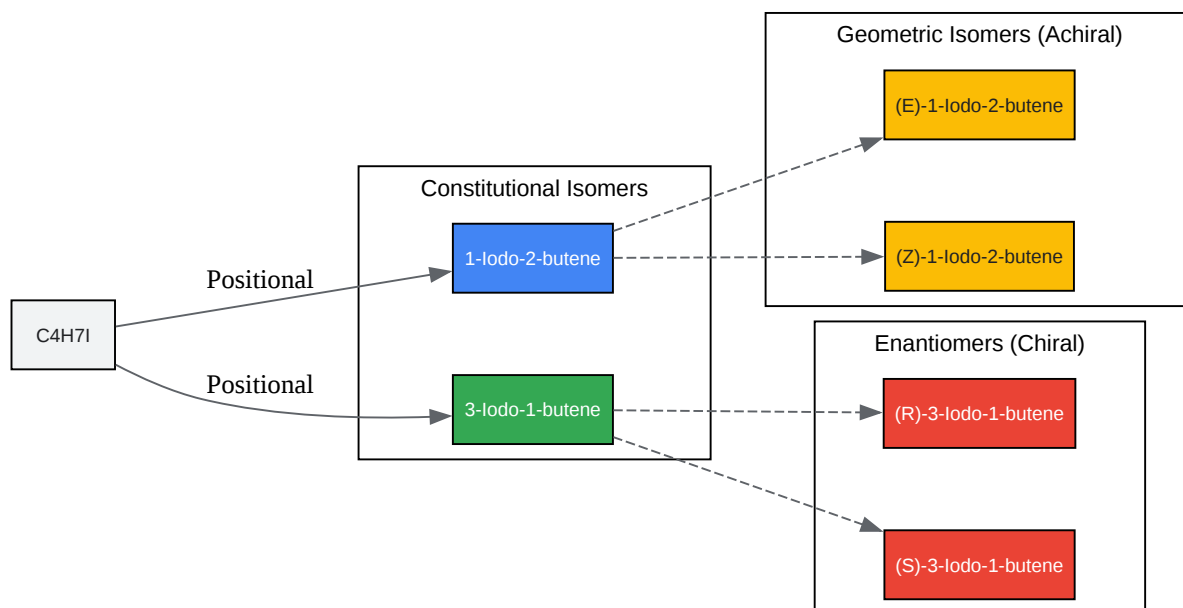 Geometric Isomers (Achiral)
(E)-1-Iodo-2-butene
Constitutional Isomers
1-Iodo-2-butene
(Z)-1-Iodo-2-butene
Positional
C4H7I
Enantiomers (Chiral)
Positional
3-Iodo-1-butene
(R)-3-Iodo-1-butene
(S)-3-Iodo-1-butene